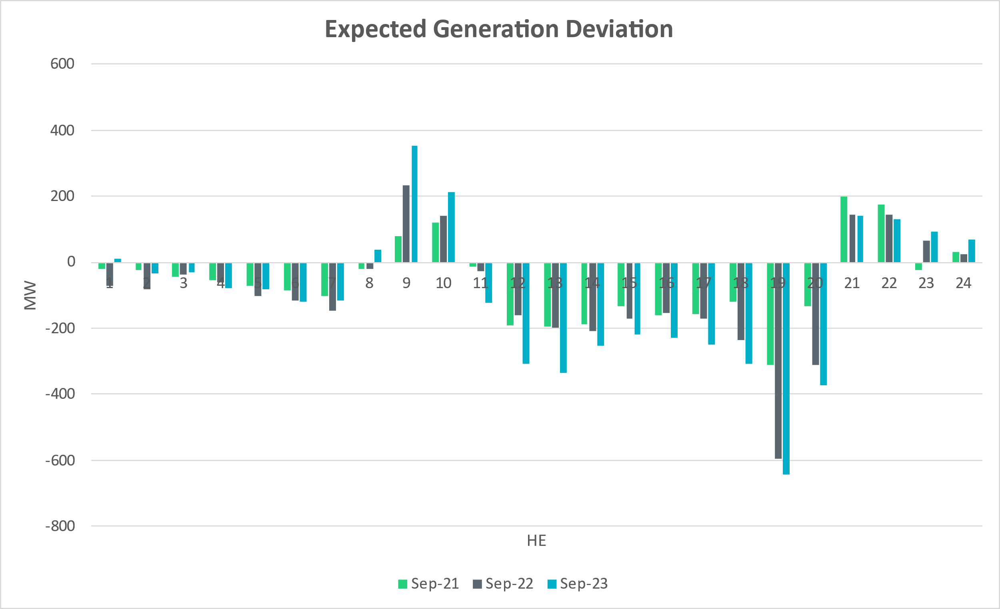 Expected Generation Deviation
600
400
200
0
-200
-400
-600
-800
MW
1 2 3 4 5 6 7 8 9 10 11 12 13 14 15 16 17 18 19 20 21 22 23 24
HE
Sep-21 Sep-22 Sep-23